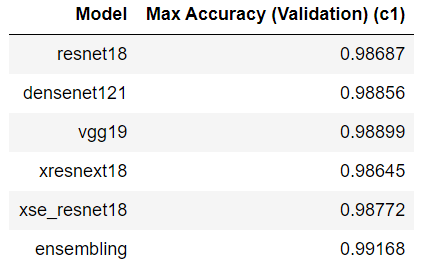 Model Max Accuracy (Validation) (c1)
resnet18 0.98687
densenet121 0.98856
vgg19 0.98899
xresnext18 0.98645
xse_resnet18 0.98772
ensembling 0.99168